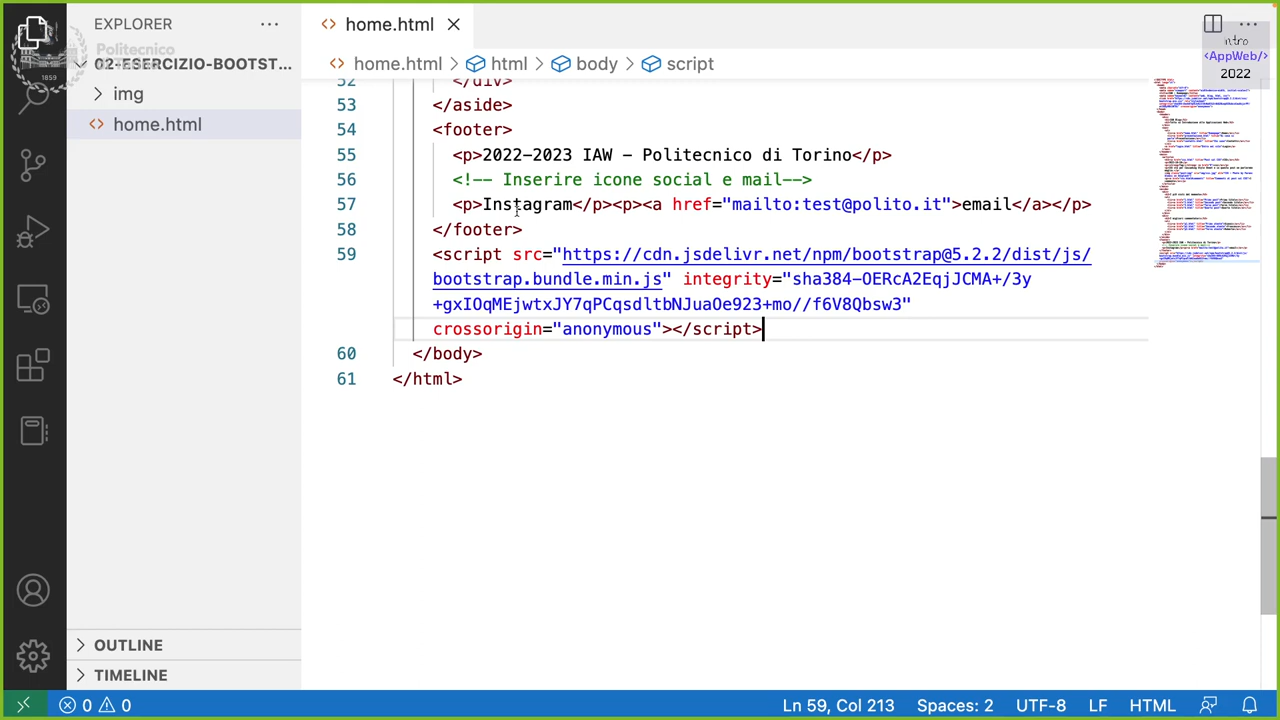 EXPLORER
Politecnico
1859
02-ESERCIZIO-BOOTST...
img
home.html
home.html
intro
<AppWeb/>
2022
home.html > html > body > script
52 </div>
53 </aside>
54 <footer>
55 <p>2022-2023 IAW – Politecnico di Torino</p>
56 <!-- Inserire icone social e mail-->
57 <p>Instagram</p><p><a href="mailto:test@polito.it">email</a></p>
58 </footer>
59 <script src="https://cdn.jsdelivr.net/npm/bootstrap@5.2.2/dist/js/
bootstrap.bundle.min.js" integrity="sha384-OERcA2EqjJCMA+/3y
+gxIOqMEjwtxJY7qPCqsdltbNJuaOe923+mo//f6V8Qbsw3"
crossorigin="anonymous"></script>
60 </body>
61 </html>
OUTLINE
TIMELINE
0 0
Ln 59, Col 213 Spaces: 2 UTF-8 LF HTML